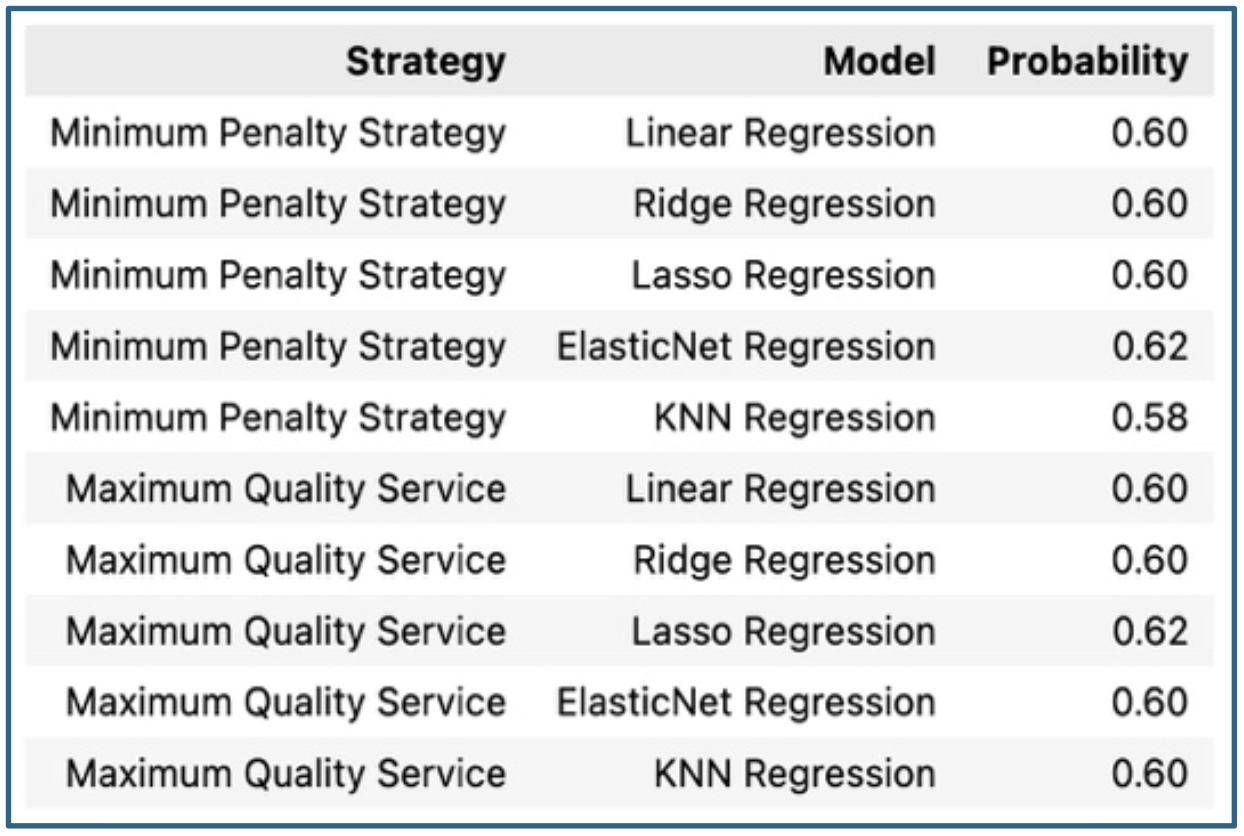 Strategy Model Probability
Minimum Penalty Strategy Linear Regression 0.60
Minimum Penalty Strategy Ridge Regression 0.60
Minimum Penalty Strategy Lasso Regression 0.60
Minimum Penalty Strategy ElasticNet Regression 0.62
Minimum Penalty Strategy KNN Regression 0.58
Maximum Quality Service Linear Regression 0.60
Maximum Quality Service Ridge Regression 0.60
Maximum Quality Service Lasso Regression 0.62
Maximum Quality Service ElasticNet Regression 0.60
Maximum Quality Service KNN Regression 0.60